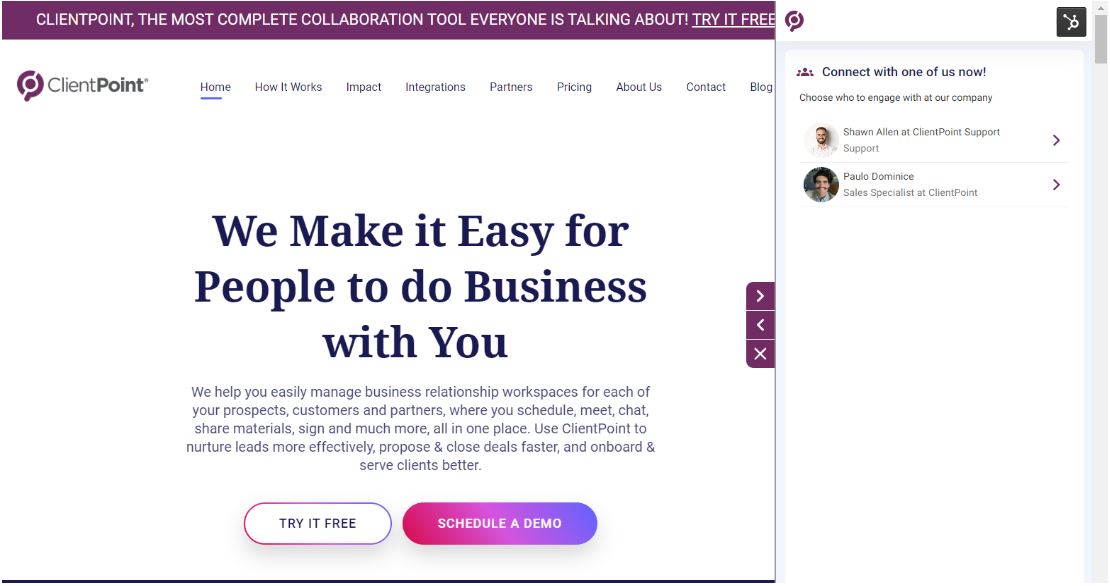 CLIENTPOINT, THE MOST COMPLETE COLLABORATION TOOL EVERYONE IS TALKING ABOUT! TRY IT FREE
ClientPoint®
Home How It Works Impact Integrations Partners Pricing About Us Contact Blog
We Make it Easy for
People to do Business
with You
We help you easily manage business relationship workspaces for each of
your prospects, customers and partners, where you schedule, meet, chat,
share materials, sign and much more, all in one place. Use ClientPoint to
nurture leads more effectively, propose & close deals faster, and onboard &
serve clients better.
TRY IT FREE SCHEDULE A DEMO
Connect with one of us now!
Choose who to engage with at our company
Shawn Allen at ClientPoint Support
Support
Paulo Dominice
Sales Specialist at ClientPoint